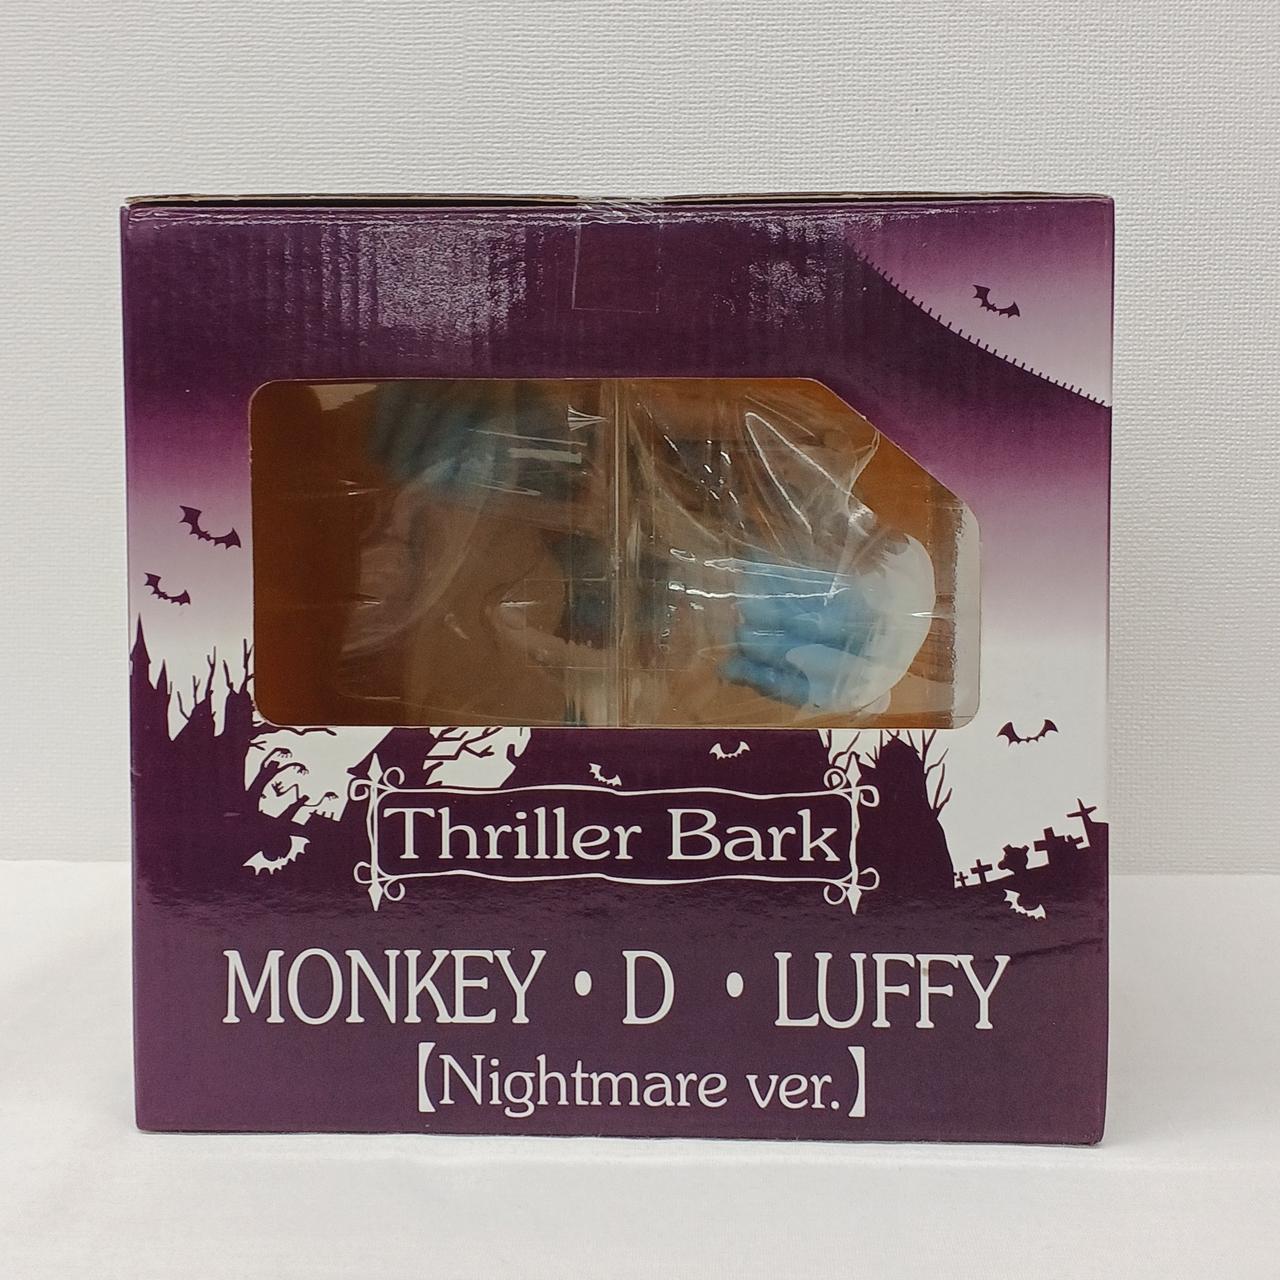 Thriller Bark
MONKEY・D・LUFFY
【Nightmare ver.】